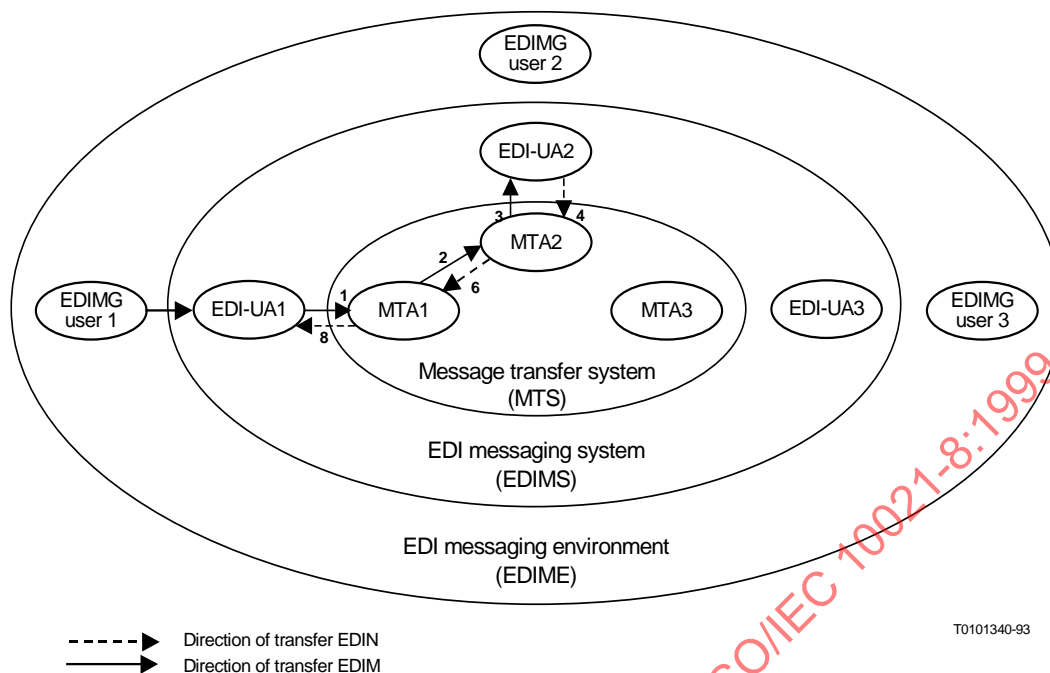 EDIMG
user 2
EDI-UA2
3
4
MTA2
2
6
EDIMG
user 1
EDI-UA1
1
8
MTA1
MTA3
EDI-UA3
EDIMG
user 3
Message transfer system
(MTS)
EDI messaging system
(EDIMS)
EDI messaging environment
(EDIME)
Direction of transfer EDIN
Direction of transfer EDIM
T0101340-93
SO/IEC 10021-8:1999